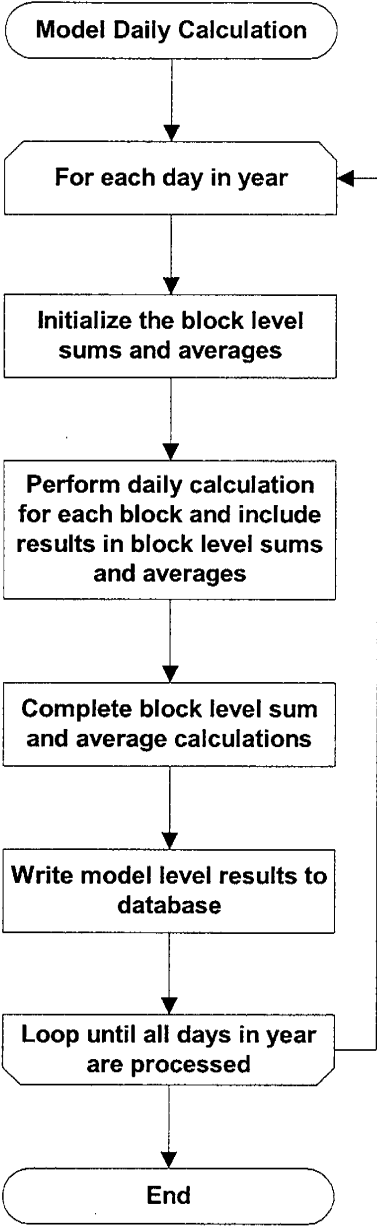 Model Daily Calculation
For each day in year
Initialize the block level
sums and averages
Perform daily calculation
for each block and include
results in block level sums
and averages
Complete block level sum
and average calculations
Write model level results to
database
Loop until all days in year
are processed
End